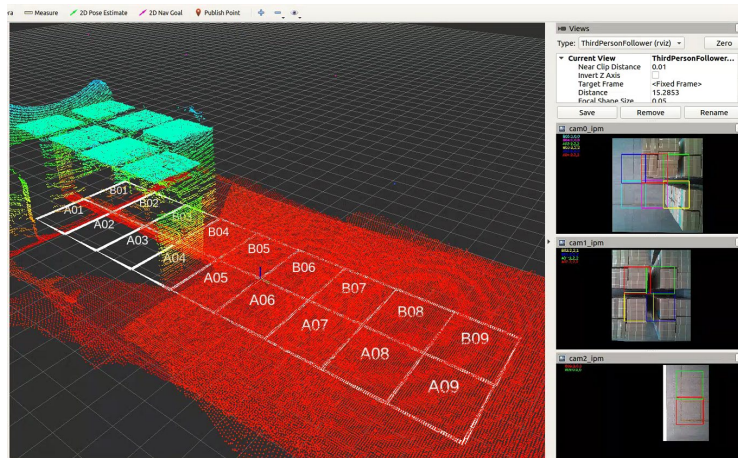 era Measure 2D Pose Estimate 2D Nav Goal Publish Point
Views
Type: ThirdPersonFollower (rviz) Zero
Current View ThirdPersonFollower...
Near Clip Distance 0.01
Invert Z Axis
Target Frame <Fixed Frame>
Distance 15.2853
Focal Shape Size 0.05
Save Remove Rename
cam0_ipm
cam1_ipm
cam2_ipm
B01
A01 B02
A02 B03
A03 B04
A04 B05
A05 B06
A06 B07
A07 B08
A08 B09
A09